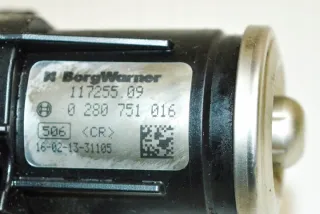 BorgWarner
117255.09
0 280 751 016
506 <CR>
16-02-13-31105